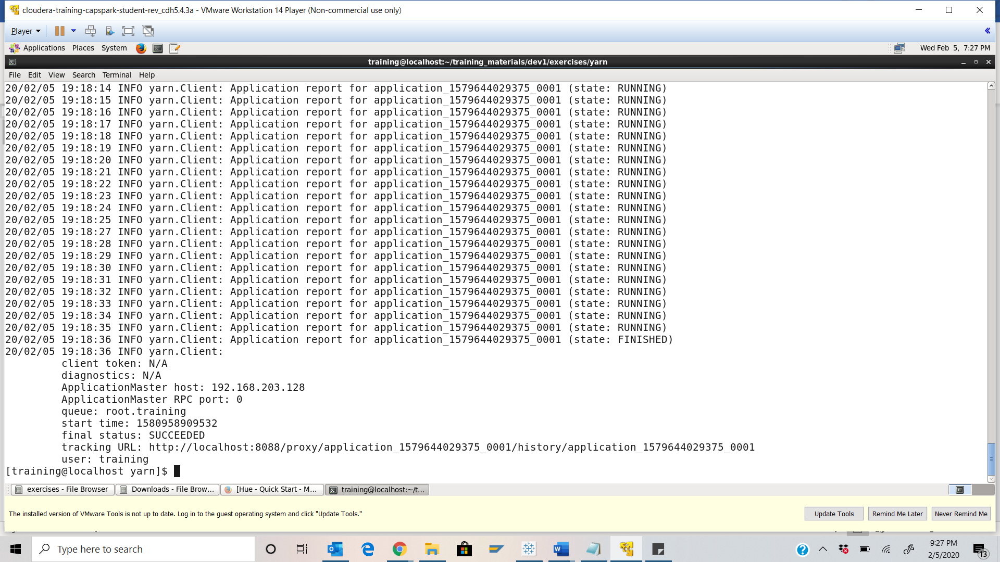 cloudera-training-capspark-student-rev_cdh5.4.3a - VMware Workstation 14 Player (Non-commercial use only)
Player
Applications Places System Wed Feb 5, 7:27 PM
training@localhost:~/training_materials/dev1/exercises/yarn
File Edit View Search Terminal Help
20/02/05 19:18:14 INFO yarn.Client: Application report for application_1579644029375_0001 (state: RUNNING)
20/02/05 19:18:15 INFO yarn.Client: Application report for application_1579644029375_0001 (state: RUNNING)
20/02/05 19:18:16 INFO yarn.Client: Application report for application_1579644029375_0001 (state: RUNNING)
20/02/05 19:18:17 INFO yarn.Client: Application report for application_1579644029375_0001 (state: RUNNING)
20/02/05 19:18:18 INFO yarn.Client: Application report for application_1579644029375_0001 (state: RUNNING)
20/02/05 19:18:19 INFO yarn.Client: Application report for application_1579644029375_0001 (state: RUNNING)
20/02/05 19:18:20 INFO yarn.Client: Application report for application_1579644029375_0001 (state: RUNNING)
20/02/05 19:18:21 INFO yarn.Client: Application report for application_1579644029375_0001 (state: RUNNING)
20/02/05 19:18:22 INFO yarn.Client: Application report for application_1579644029375_0001 (state: RUNNING)
20/02/05 19:18:23 INFO yarn.Client: Application report for application_1579644029375_0001 (state: RUNNING)
20/02/05 19:18:24 INFO yarn.Client: Application report for application_1579644029375_0001 (state: RUNNING)
20/02/05 19:18:25 INFO yarn.Client: Application report for application_1579644029375_0001 (state: RUNNING)
20/02/05 19:18:27 INFO yarn.Client: Application report for application_1579644029375_0001 (state: RUNNING)
20/02/05 19:18:28 INFO yarn.Client: Application report for application_1579644029375_0001 (state: RUNNING)
20/02/05 19:18:29 INFO yarn.Client: Application report for application_1579644029375_0001 (state: RUNNING)
20/02/05 19:18:30 INFO yarn.Client: Application report for application_1579644029375_0001 (state: RUNNING)
20/02/05 19:18:31 INFO yarn.Client: Application report for application_1579644029375_0001 (state: RUNNING)
20/02/05 19:18:32 INFO yarn.Client: Application report for application_1579644029375_0001 (state: RUNNING)
20/02/05 19:18:33 INFO yarn.Client: Application report for application_1579644029375_0001 (state: RUNNING)
20/02/05 19:18:34 INFO yarn.Client: Application report for application_1579644029375_0001 (state: RUNNING)
20/02/05 19:18:35 INFO yarn.Client: Application report for application_1579644029375_0001 (state: RUNNING)
20/02/05 19:18:36 INFO yarn.Client: Application report for application_1579644029375_0001 (state: FINISHED)
20/02/05 19:18:36 INFO yarn.Client:
client token: N/A
diagnostics: N/A
ApplicationMaster host: 192.168.203.128
ApplicationMaster RPC port: 0
queue: root.training
start time: 1580958909532
final status: SUCCEEDED
tracking URL: http://localhost:8088/proxy/application_1579644029375_0001/history/application_1579644029375_0001
user: training
[training@localhost yarn]$
exercises - File Browser Downloads - File Brow... [Hue - Quick Start - M... training@localhost:~/t...
The installed version of VMware Tools is not up to date. Log in to the guest operating system and click "Update Tools." Update Tools Remind Me Later Never Remind Me
Type here to search 9:27 PM
2/5/2020 13